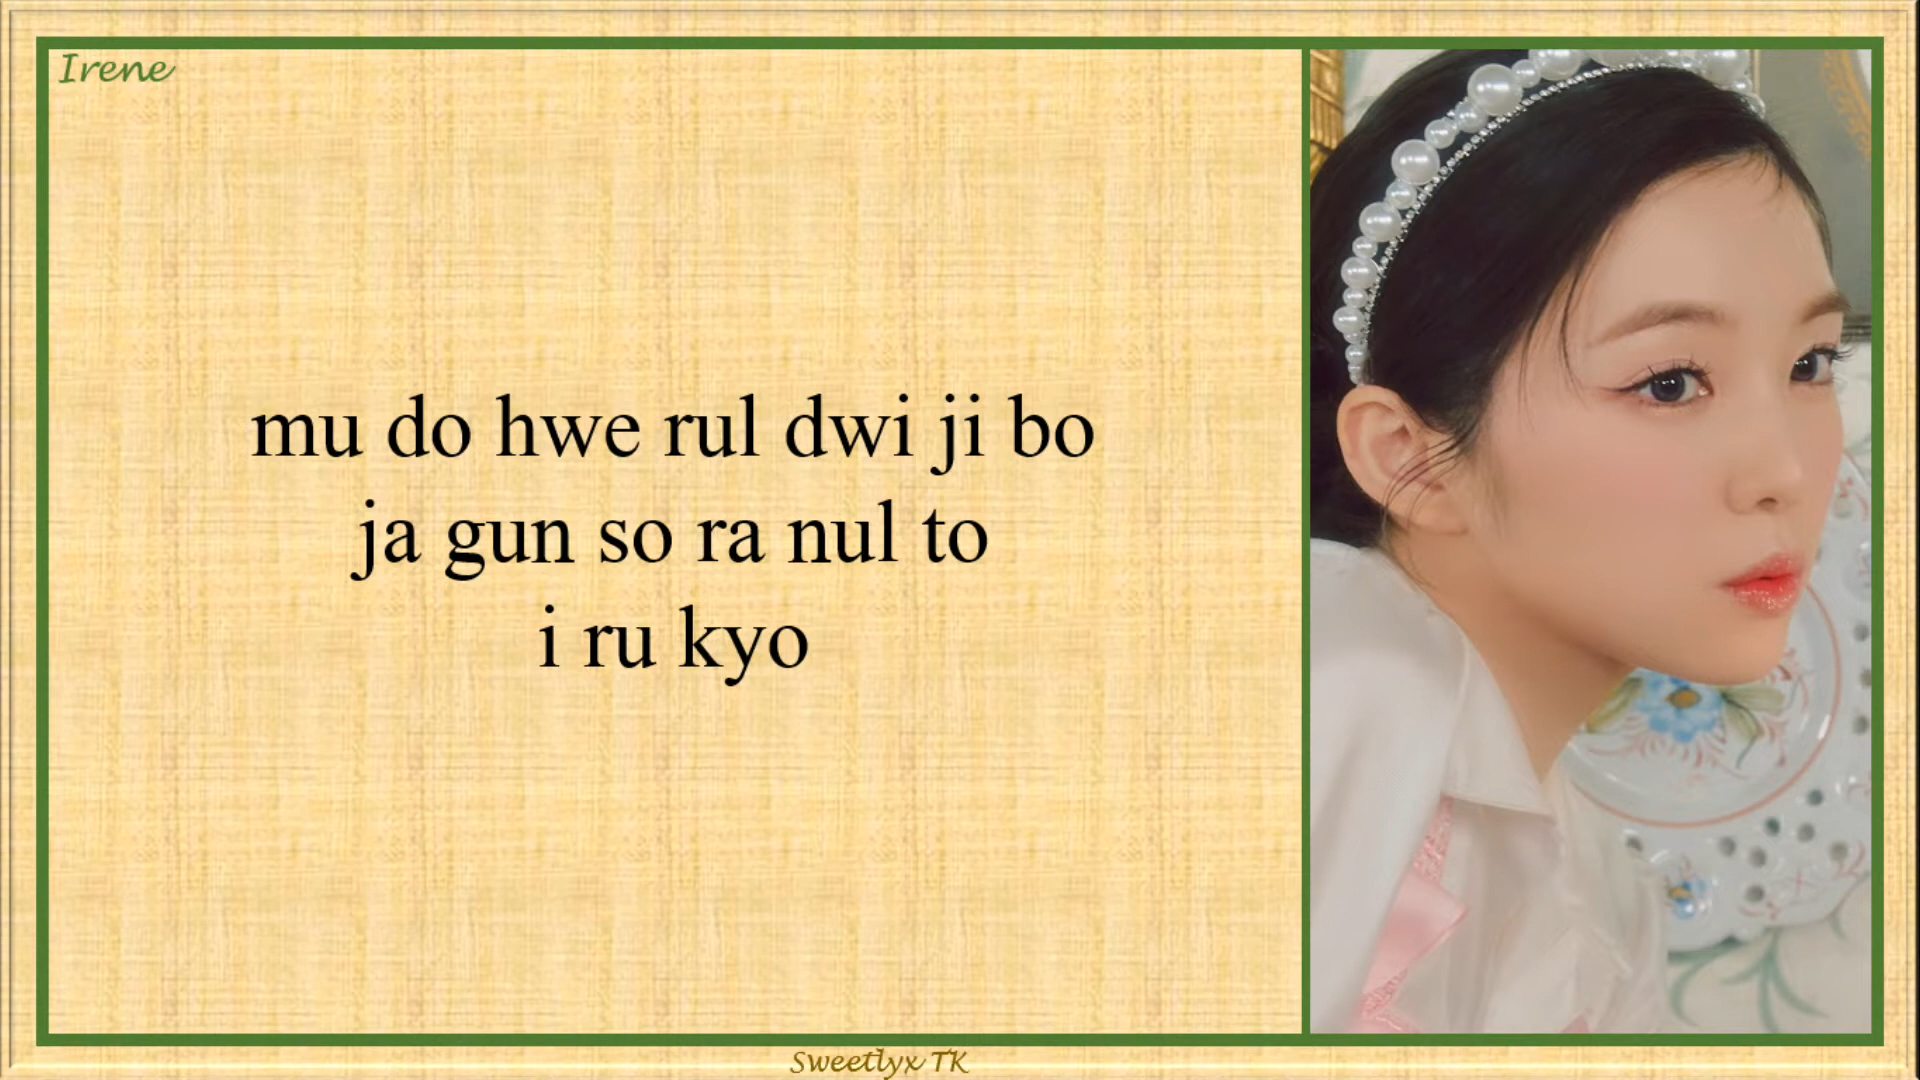 Irene
mu do hwe rul dwi ji bo
ja gun so ra nul to
i ru kyo
Sweetlyx TK